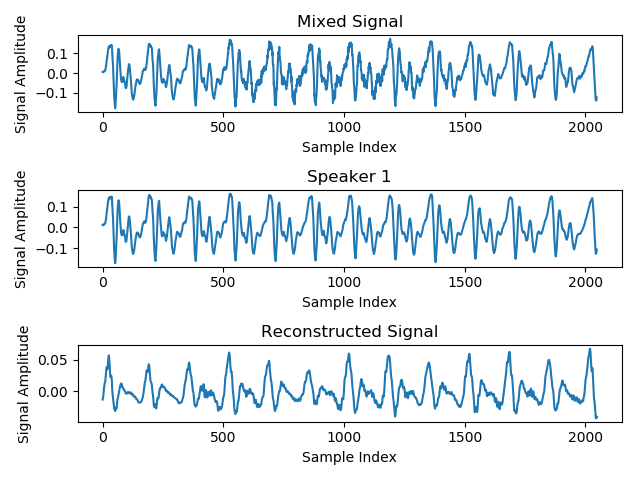 Mixed Signal
Signal Amplitude
0.1
0.0
−0.1
0
500
1000
1500
2000
Sample Index
Speaker 1
Signal Amplitude
0.1
0.0
−0.1
0
500
1000
1500
2000
Sample Index
Reconstructed Signal
Signal Amplitude
0.05
0.00
0
500
1000
1500
2000
Sample Index